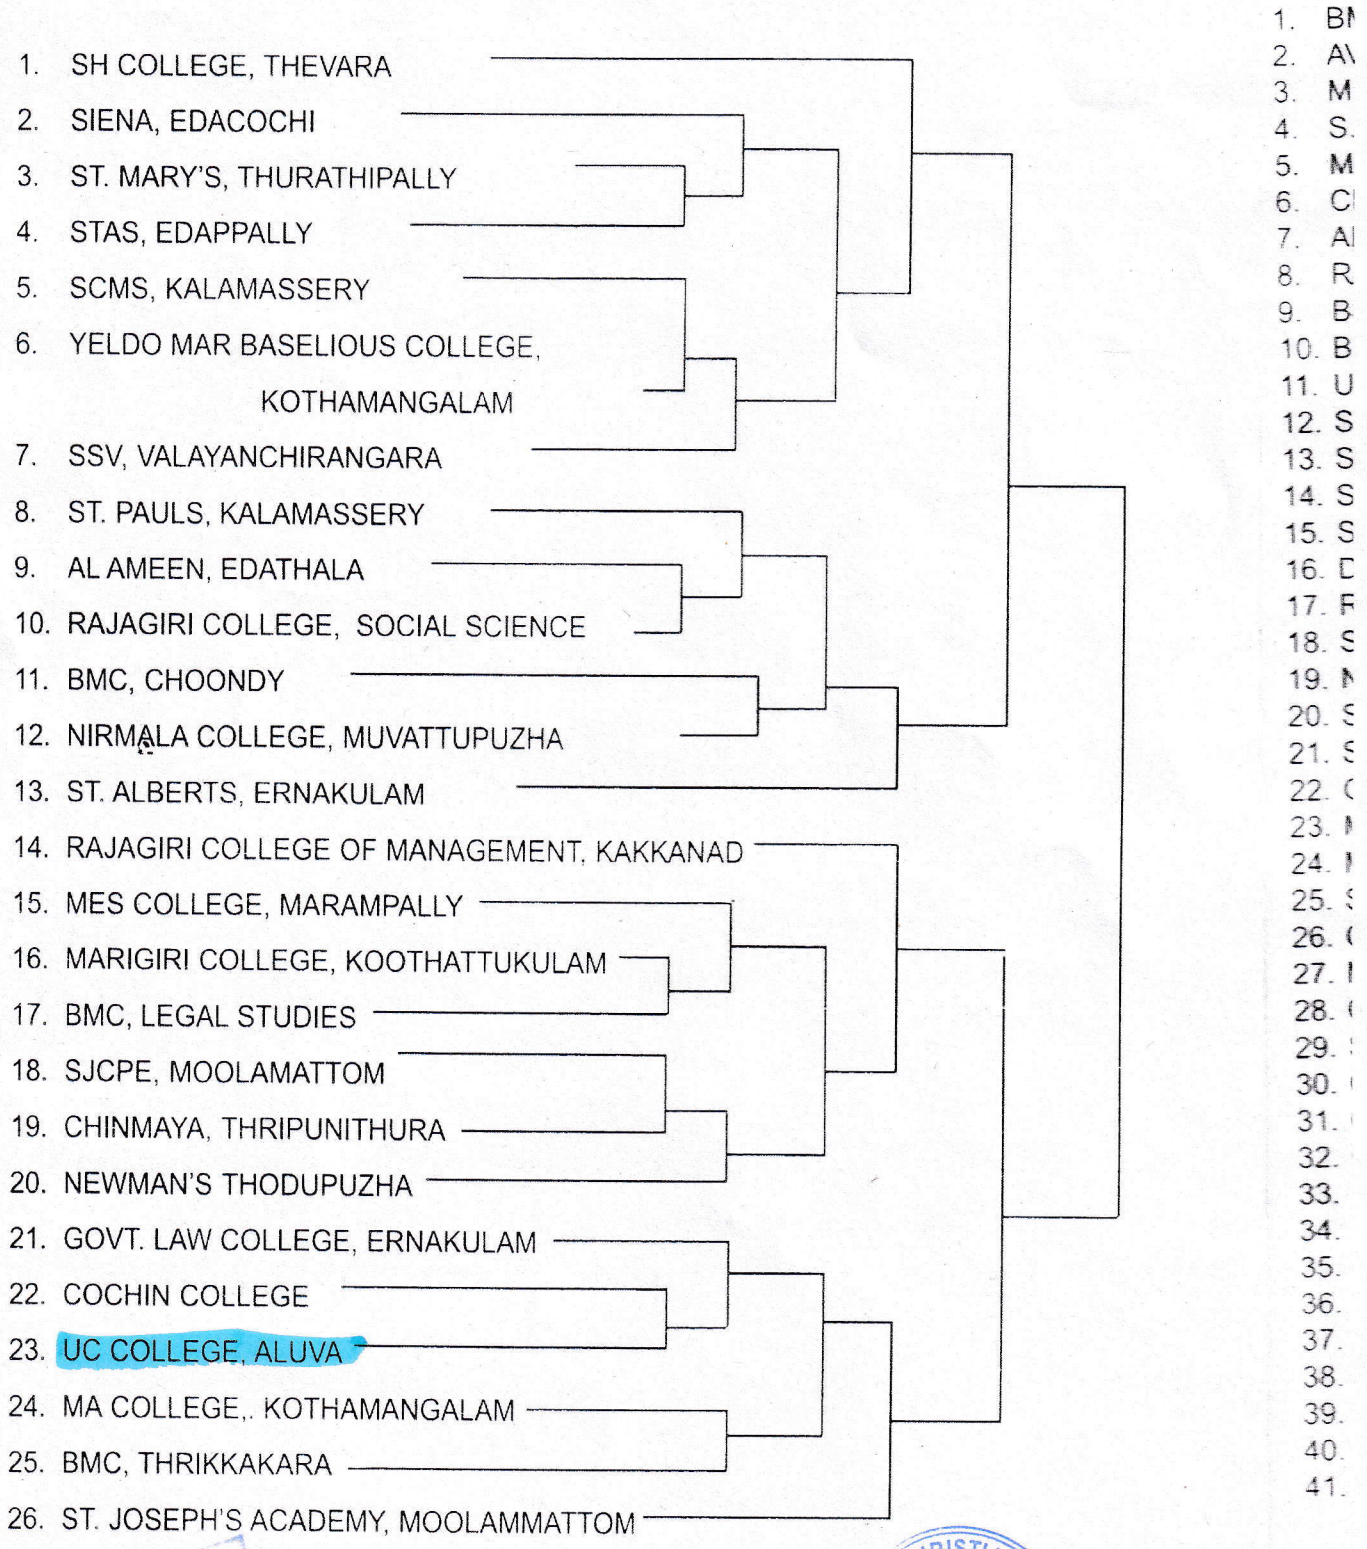 1. SH COLLEGE, THEVARA
2. SIENA, EDACOCHI
3. ST. MARY'S, THURATHIPALLY
4. STAS, EDAPPALLY
5. SCMS, KALAMASSERY
6. YELDO MAR BASELIOUS COLLEGE,
KOTHAMANGALAM
7. SSV, VALAYANCHIRANGARA
8. ST. PAULS, KALAMASSERY
9. AL AMEEN, EDATHALA
10. RAJAGIRI COLLEGE, SOCIAL SCIENCE
11. BMC, CHOONDY
12. NIRMALA COLLEGE, MUVATTUPUZHA
13. ST. ALBERTS, ERNAKULAM
14. RAJAGIRI COLLEGE OF MANAGEMENT, KAKKANAD
15. MES COLLEGE, MARAMPALLY
16. MARIGIRI COLLEGE, KOOTHATTUKULAM
17. BMC, LEGAL STUDIES
18. SJCPE, MOOLAMATTOM
19. CHINMAYA, THRIPUNITHURA
20. NEWMAN'S THODUPUZHA
21. GOVT. LAW COLLEGE, ERNAKULAM
22. COCHIN COLLEGE
23. UC COLLEGE, ALUVA
24. MA COLLEGE,. KOTHAMANGALAM
25. BMC, THRIKKAKARA
26. ST. JOSEPH'S ACADEMY, MOOLAMMATTOM
1.
2.
3. M
4. S.
5. M
6.
7.
8. R
9. B
10. B
11. U
12. S
13. S
14. S
15. S
16.
17.
18. S
19.
20. S
21. S
22.
23.
24.
25.
26.
27.
28.
29.
30.
31.
32.
33.
34.
35.
36.
37.
38.
39.
40.
41.